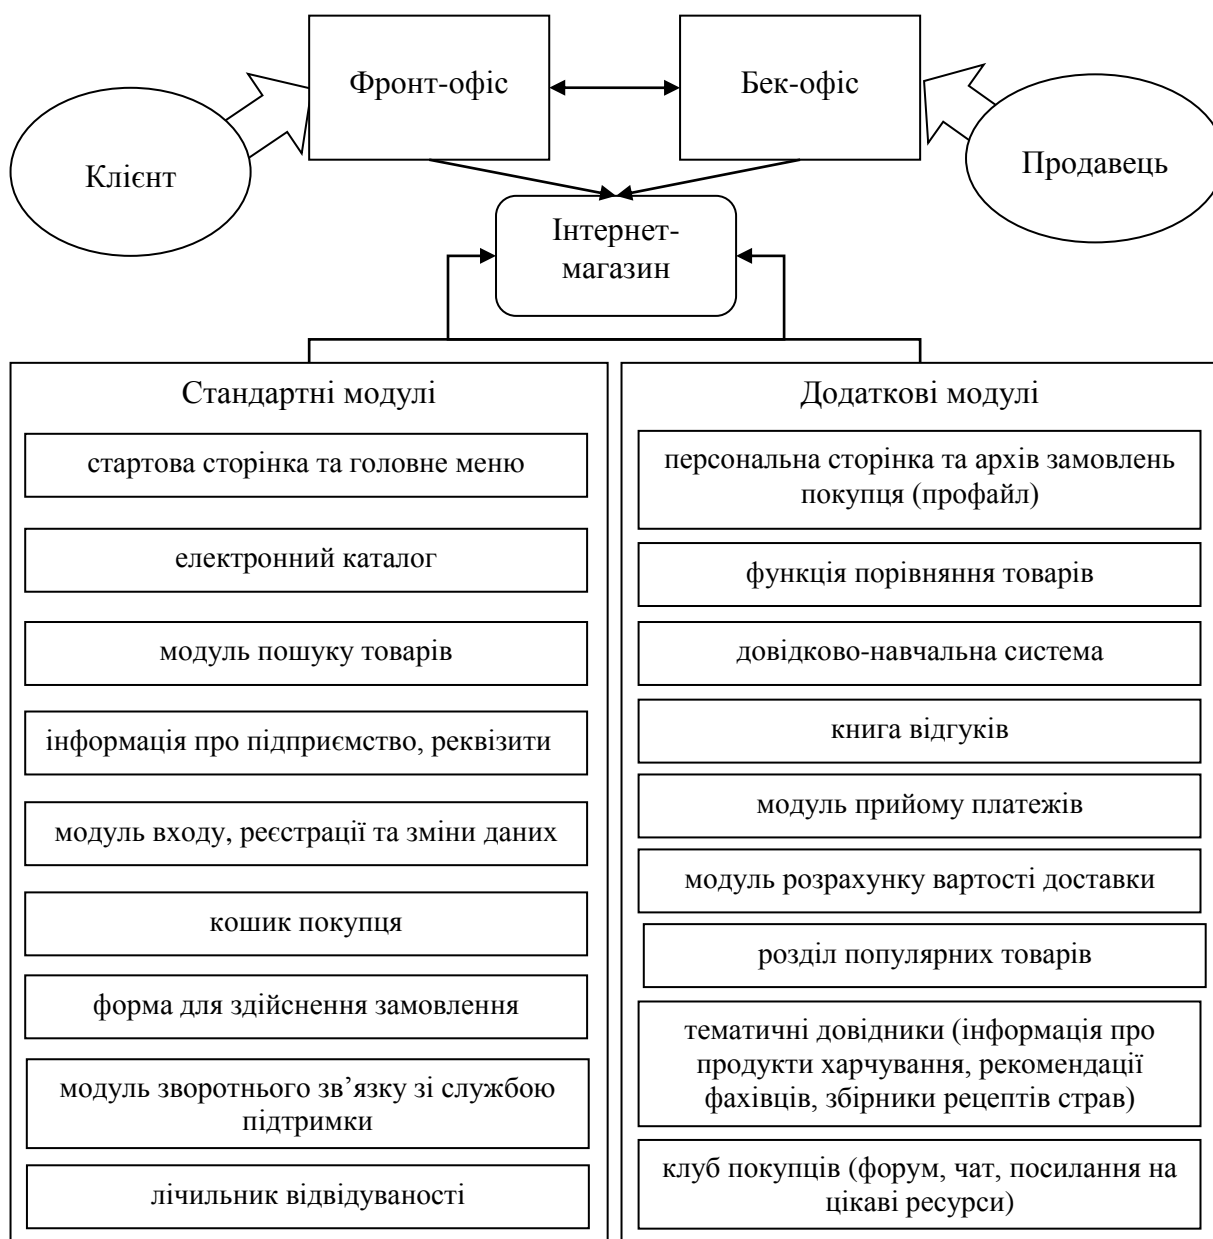 Фронт-офіс
Бек-офіс
Клієнт
Продавець
Інтернет-
магазин
Стандартні модулі
стартова сторінка та головне меню
електронний каталог
модуль пошуку товарів
інформація про підприємство, реквізити
модуль входу, реєстрації та зміни даних
кошик покупця
форма для здійснення замовлення
модуль зворотнього зв’язку зі службою
підтримки
лічильник відвідуваності
Додаткові модулі
персональна сторінка та архів замовлень
покупця (профайл)
функція порівняння товарів
довідково-навчальна система
книга відгуків
модуль прийому платежів
модуль розрахунку вартості доставки
розділ популярних товарів
тематичні довідники (інформація про
продукти харчування, рекомендації
фахівців, збірники рецептів страв)
клуб покупців (форум, чат, посилання на
цікаві ресурси)